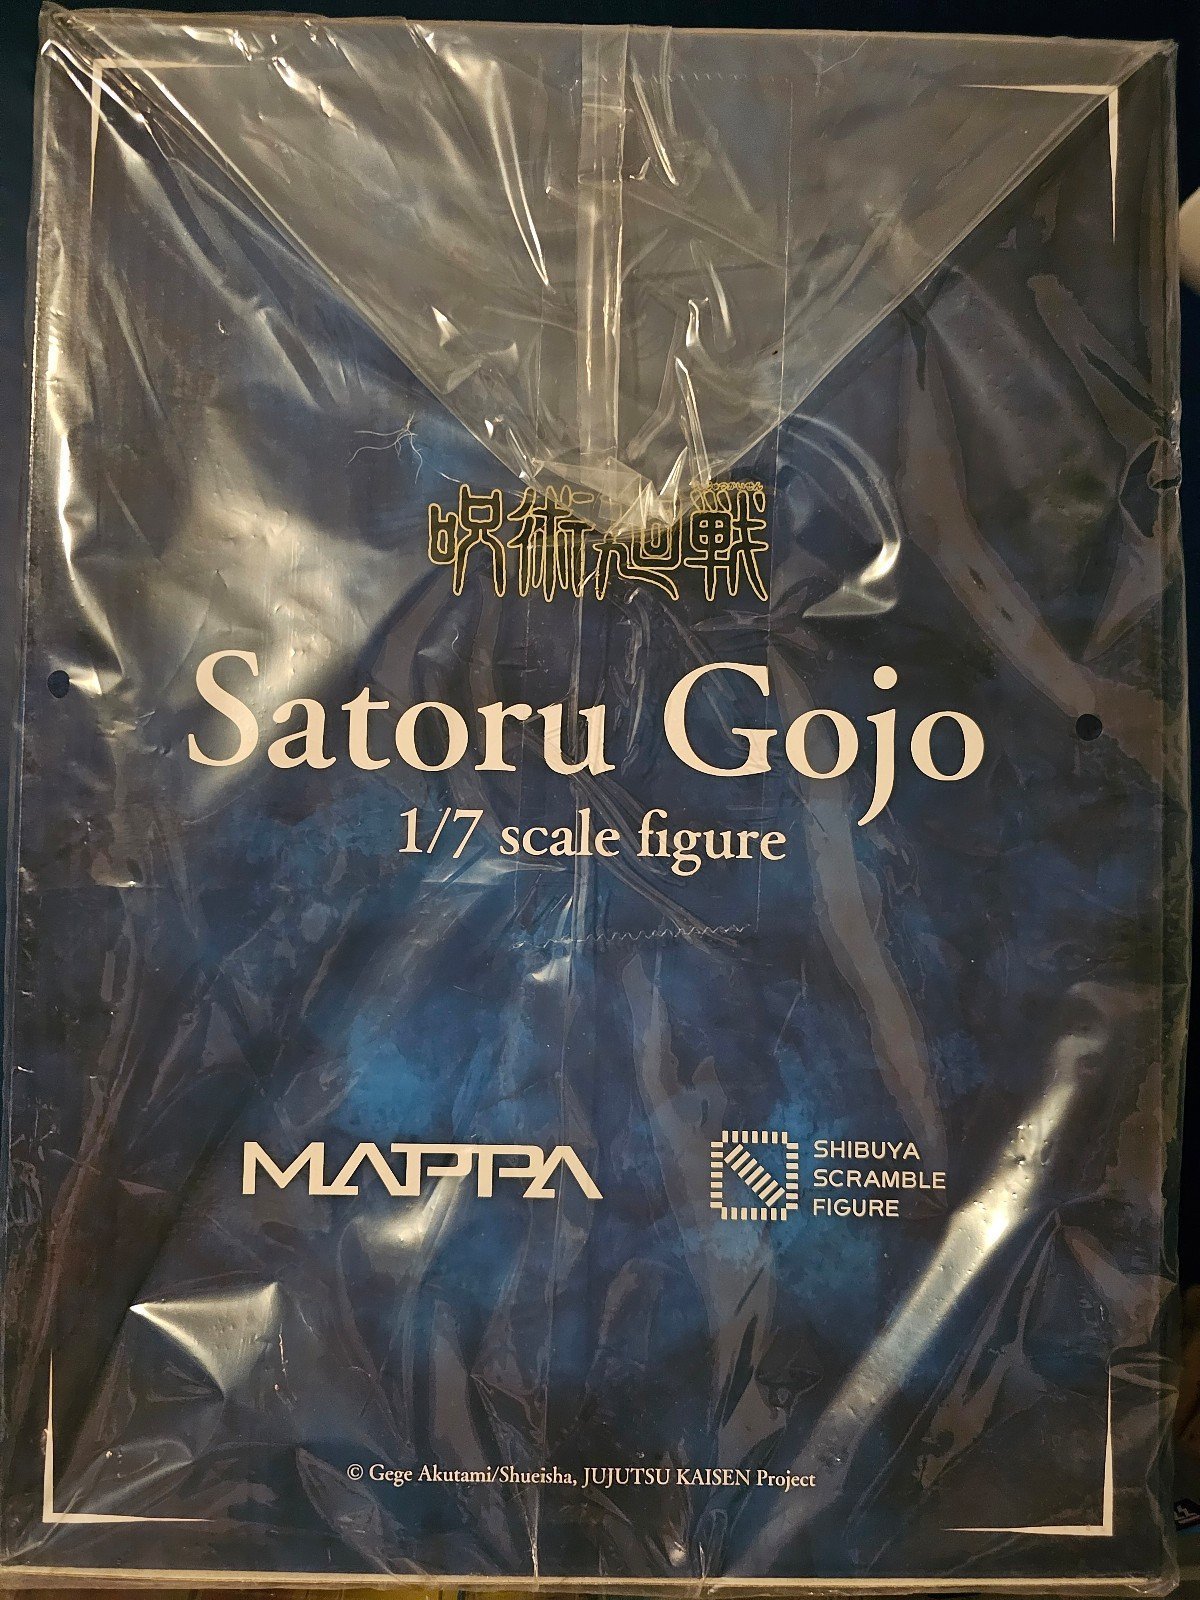 呪術廻戦
Satoru Gojo
1/7 scale figure
MAPPA
SHIBUYA
SCRAMBLE
FIGURE
© Gege Akutami/Shueisha, JUJUTSU KAISEN Project